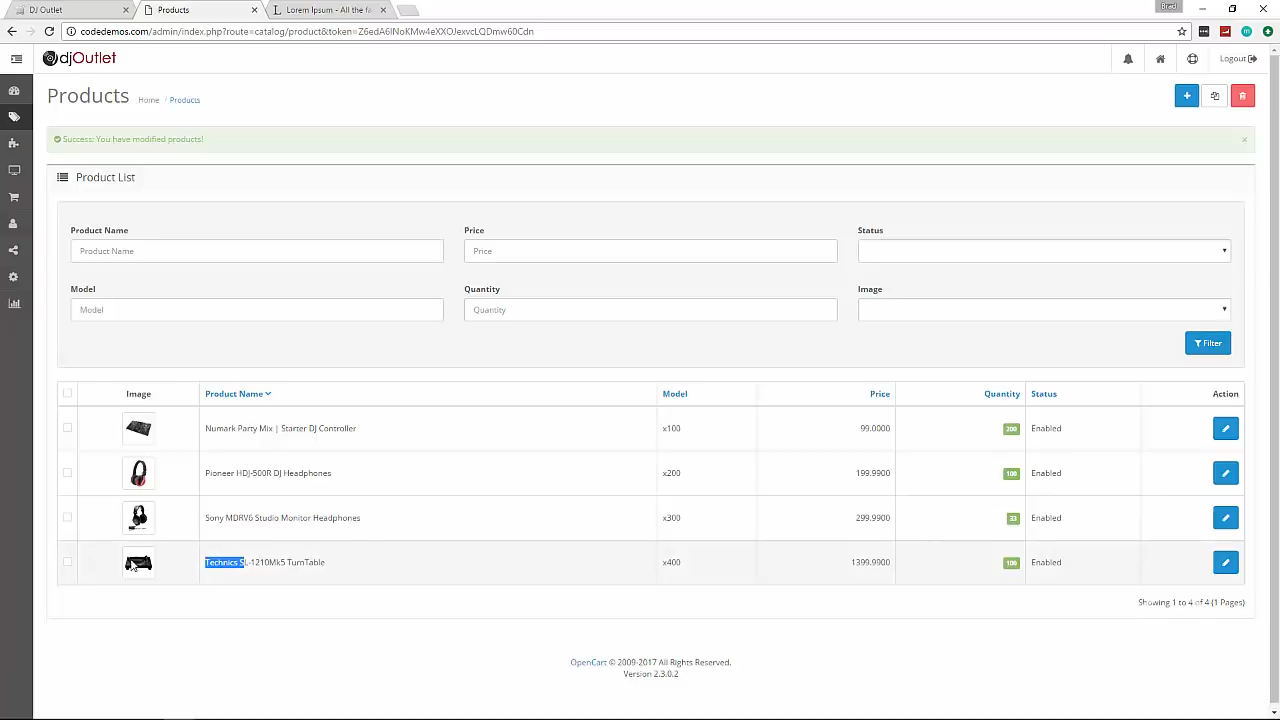 DJ Outlet
Products
Lorem Ipsum - All the fa
Brad
codedemos.com/admin/index.php?route=catalog/product&token=Z6edA6INoKMw4eXXOJexvcLQDmw60Cdn
djOutlet
Logout
Products
Home / Products
Success: You have modified products!
×
Product List
Product Name
Price
Status
Product Name
Price
Model
Quantity
Image
Model
Quantity
Filter
Image Product Name Model Price Quantity Status Action
Numark Party Mix | Starter DJ Controller x100 99.0000 200 Enabled
Pioneer HDJ-500R DJ Headphones x200 199.9900 100 Enabled
Sony MDRV6 Studio Monitor Headphones x300 299.9900 33 Enabled
Technics SL-1210Mk5 TurnTable x400 1399.9900 100 Enabled
Showing 1 to 4 of 4 (1 Pages)
OpenCart © 2009-2017 All Rights Reserved.
Version 2.3.0.2